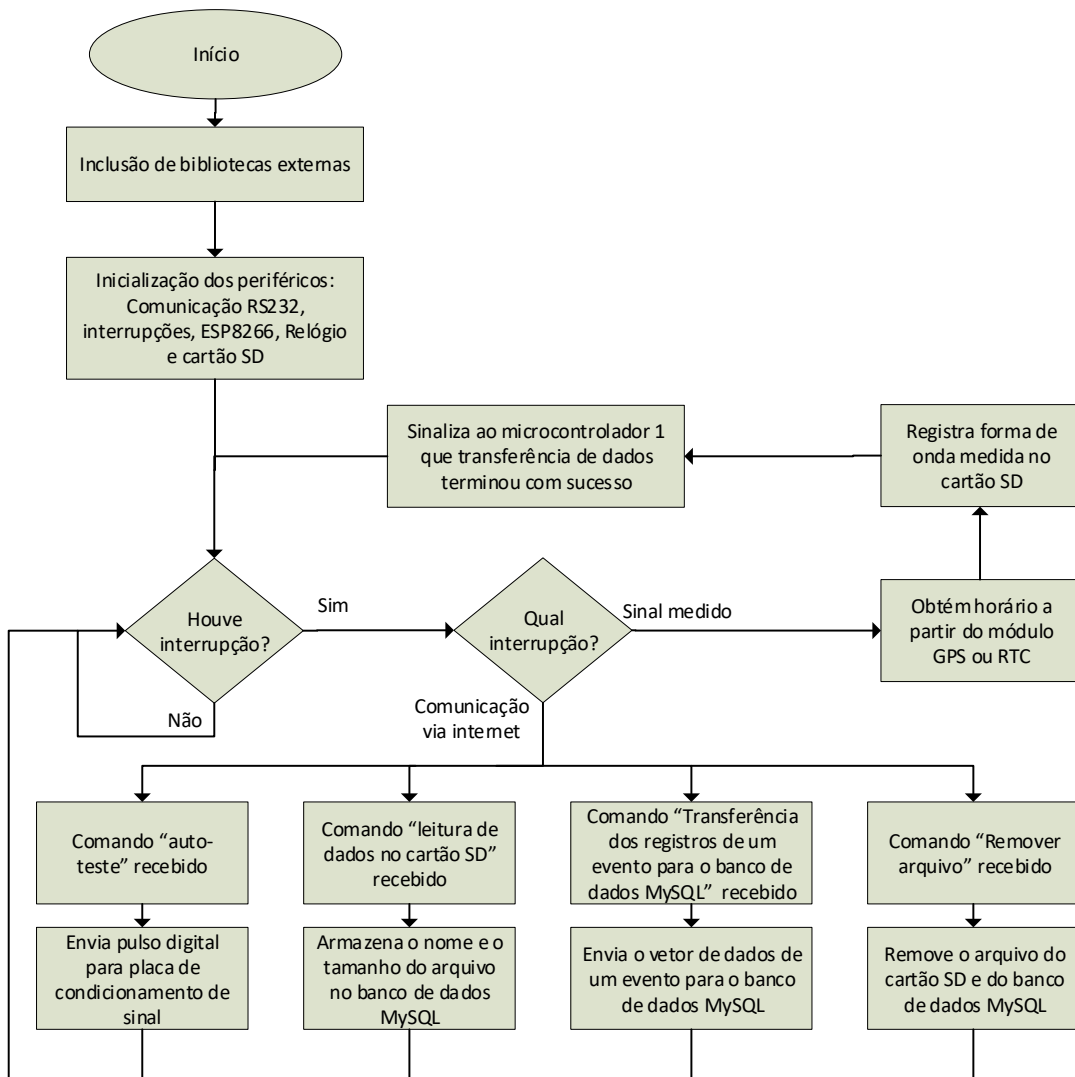 Início
Inclusão de bibliotecas externas
Inicialização dos periféricos:
Comunicação RS232,
interrupções, ESP8266, Relógio
e cartão SD
Sinaliza ao microcontrolador 1
que transferência de dados
terminou com sucesso
Registra forma de
onda medida no
cartão SD
Houve
interrupção?
Sim
Não
Qual
interrupção?
Sinal medido
Obtém horário a
partir do módulo
GPS ou RTC
Comunicação
via internet
Comando “auto-
teste” recebido
Comando “leitura de
dados no cartão SD”
recebido
Comando “Transferência
dos registros de um
evento para o banco de
dados MySQL” recebido
Comando “Remover
arquivo” recebido
Envia pulso digital
para placa de
condicionamento de
sinal
Armazena o nome e o
tamanho do arquivo
no banco de dados
MySQL
Envia o vetor de dados de
um evento para o banco
de dados MySQL
Remove o arquivo do
cartão SD e do banco
de dados MySQL